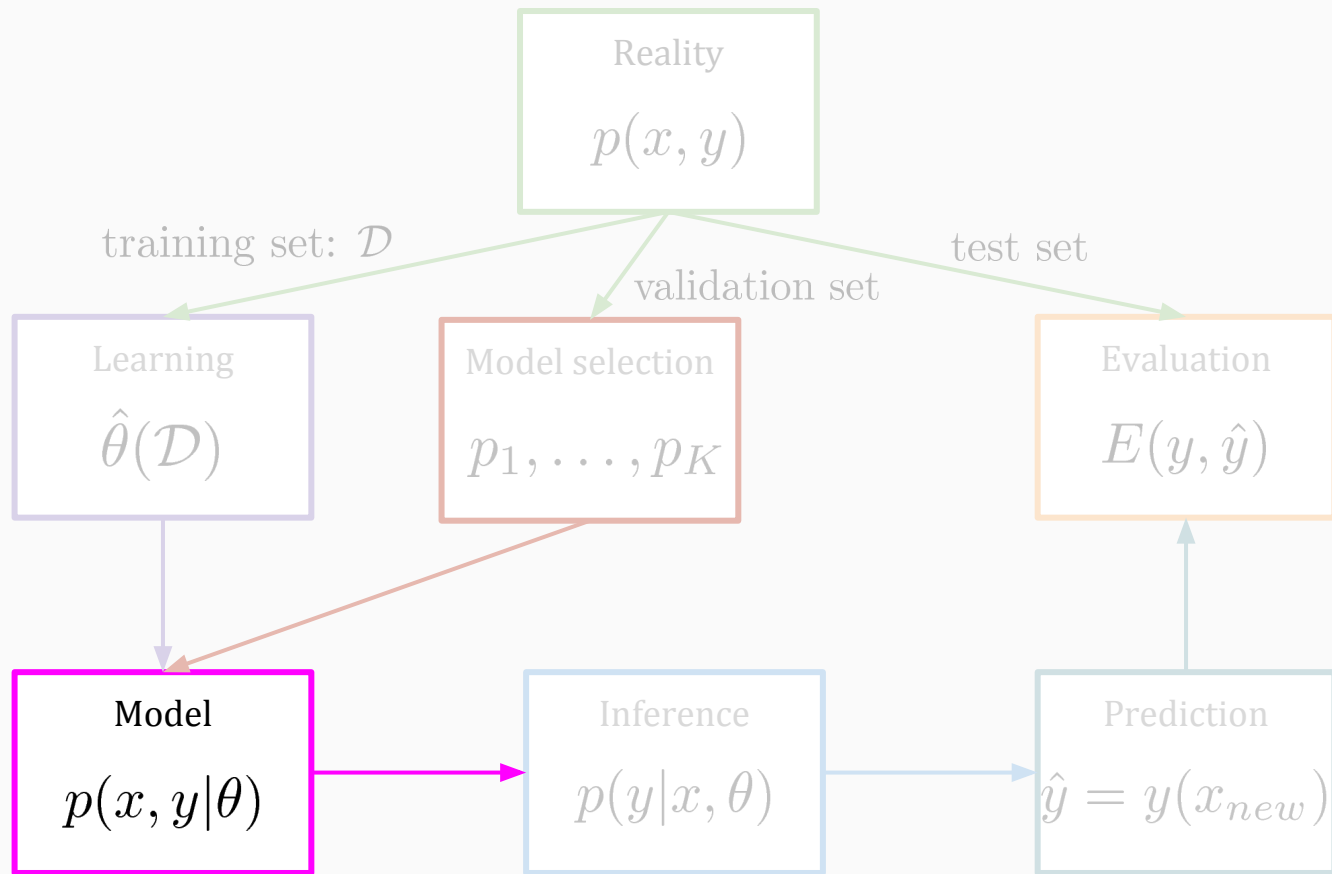 Reality
p(x, y)
training set: 𝒟
test set
validation set
Learning
θ̂(𝒟)
Model selection
p₁, . . . , p_K
Evaluation
E(y, ŷ)
Model
p(x, y|θ)
Inference
p(y|x, θ)
Prediction
ŷ = y(x_new)